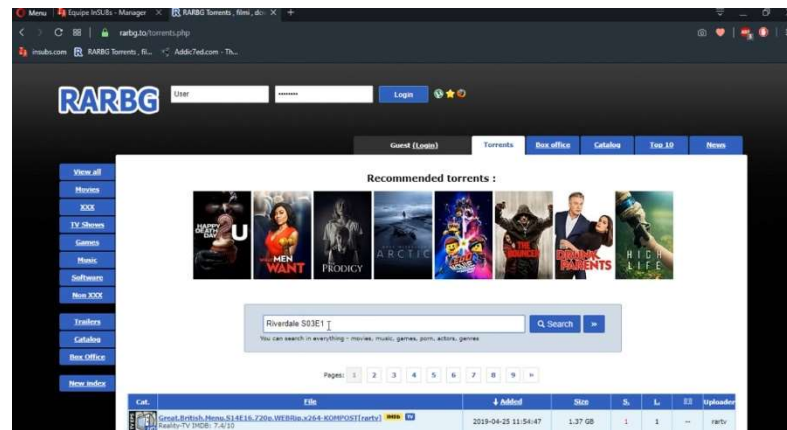 Menu Equipe InSUBs - Manager RARBG Torrents , filmi , do
rarbg.to/torrents.php
insubs.com RARBG Torrents , fil... Addic7ed.com - Th...
RARBG User Login
Guest (Login) Torrents Box office Catalog Top 10 News
View all
Movies
XXX
TV Shows
Games
Music
Software
Non XXX
Trailers
Catalog
Box Office
New index
Recommended torrents :
HAPPY DEATH DAY 2U
WHAT MEN WANT
PRODIGY
ARCTIC
THE BOUNCER
DRUNK PARENTS
HIGH LIFE
Riverdale S03E1 Search »
You can search in everything - movies, music, games, porn, actors, genres
Pages: 1 2 3 4 5 6 7 8 9 »
Cat. File Added Size S. L. Uploader
Great.British.Menu.S14E16.720p.WEBRip.x264-KOMPOST[rartv] IMDb TV 2019-04-25 11:54:47 1.37 GB 1 1 -- rartv
Reality-TV IMDB: 7.4/10